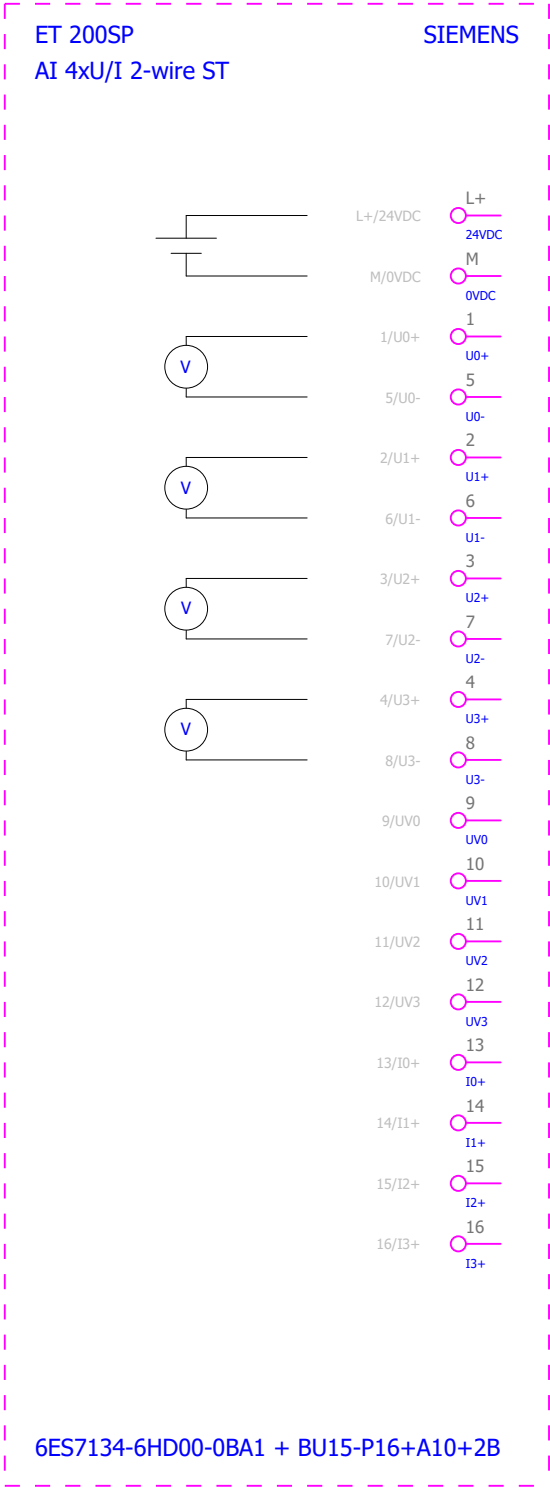 ET 200SP SIEMENS
AI 4xU/I 2-wire ST
L+
L+/24VDC
24VDC
M
M/0VDC
0VDC
1
1/U0+
U0+
V
5
5/U0-
U0-
2
2/U1+
U1+
V
6
6/U1-
U1-
3
3/U2+
U2+
V
7
7/U2-
U2-
4
4/U3+
U3+
V
8
8/U3-
U3-
9
9/UV0
UV0
10
10/UV1
UV1
11
11/UV2
UV2
12
12/UV3
UV3
13
13/I0+
I0+
14
14/I1+
I1+
15
15/I2+
I2+
16
16/I3+
I3+
6ES7134-6HD00-0BA1 + BU15-P16+A10+2B